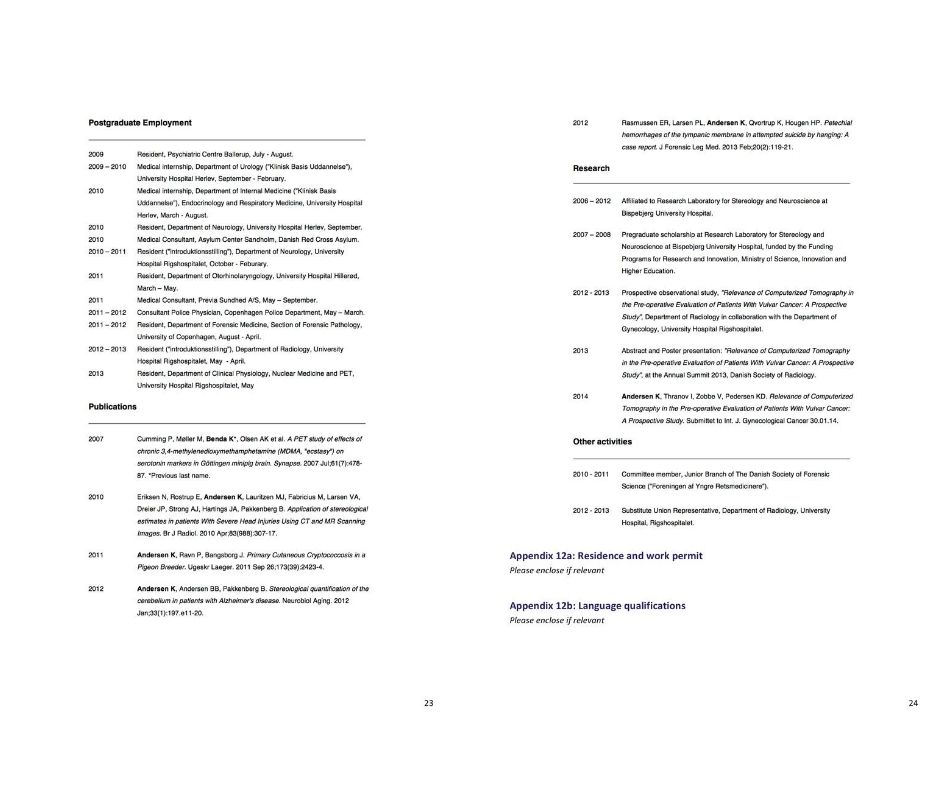 Postgraduate Employment
2009 Resident, Psychiatric Centre Ballerup, July - August.
2009 – 2010 Medical internship, Department of Urology ("Klinisk Basis Uddannelse"),
University Hospital Herlev, September - February.
2010 Medical internship, Department of Internal Medicine ("Klinisk Basis
Uddannelse"), Endocrinology and Respiratory Medicine, University Hospital
Herlev, March - August.
2010 Resident, Department of Neurology, University Hospital Herlev, September.
2010 Medical Consultant, Asylum Center Sandholm, Danish Red Cross Asylum.
2010 – 2011 Resident ("introduktionsstilling"), Department of Neurology, University
Hospital Rigshospitalet, October - Feburary.
2011 Resident, Department of Otorhinolaryngology, University Hospital Hillerød,
March – May.
2011 Medical Consultant, Previa Sundhed A/S, May – September.
2011 – 2012 Consultant Police Physician, Copenhagen Police Department, May – March.
2011 – 2012 Resident, Department of Forensic Medicine, Section of Forensic Pathology,
University of Copenhagen, August - April.
2012 – 2013 Resident ("introduktionsstilling"), Department of Radiology, University
Hospital Rigshospitalet, May - April.
2013 Resident, Department of Clinical Physiology, Nuclear Medicine and PET,
University Hospital Rigshospitalet, May
Publications
2007 Cumming P, Møller M, Benda K*, Olsen AK et al. A PET study of effects of
chronic 3,4-methylenedioxymethamphetamine (MDMA, "ecstasy") on
serotonin markers in Göttingen minipig brain. Synapse. 2007 Jul;61(7):478-
87. *Previous last name.
2010 Eriksen N, Rostrup E, Andersen K, Lauritzen MJ, Fabricius M, Larsen VA,
Dreier JP, Strong AJ, Hartings JA, Pakkenberg B. Application of stereological
estimates in patients With Severe Head Injuries Using CT and MR Scanning
Images. Br J Radiol. 2010 Apr;83(988):307-17.
2011 Andersen K, Ravn P, Bangsborg J. Primary Cutaneous Cryptococcosis in a
Pigeon Breeder. Ugeskr Laeger. 2011 Sep 26;173(39):2423-4.
2012 Andersen K, Andersen BB, Pakkenberg B. Stereological quantification of the
cerebellum in patients with Alzheimer's disease. Neurobiol Aging. 2012
Jan;33(1):197.e11-20.
23
2012 Rasmussen ER, Larsen PL, Andersen K, Qvortrup K, Hougen HP. Petechial
hemorrhages of the tympanic membrane in attempted suicide by hanging: A
case report. J Forensic Leg Med. 2013 Feb;20(2):119-21.
Research
2006 – 2012 Affiliated to Research Laboratory for Stereology and Neuroscience at
Bispebjerg University Hospital.
2007 – 2008 Pregraduate scholarship at Research Laboratory for Stereology and
Neuroscience at Bispebjerg University Hospital, funded by the Funding
Programs for Research and Innovation, Ministry of Science, Innovation and
Higher Education.
2012 - 2013 Prospective observational study, "Relevance of Computerized Tomography in
the Pre-operative Evaluation of Patients With Vulvar Cancer: A Prospective
Study", Department of Radiology in collaboration with the Department of
Gynecology, University Hospital Rigshospitalet.
2013 Abstract and Poster presentation: "Relevance of Computerized Tomography
in the Pre-operative Evaluation of Patients With Vulvar Cancer: A Prospective
Study", at the Annual Summit 2013, Danish Society of Radiology.
2014 Andersen K, Thranov I, Zobbe V, Pedersen KD. Relevance of Computerized
Tomography in the Pre-operative Evaluation of Patients With Vulvar Cancer:
A Prospective Study. Submittet to Int. J. Gynecological Cancer 30.01.14.
Other activities
2010 - 2011 Committee member, Junior Branch of The Danish Society of Forensic
Science ("Foreningen af Yngre Retsmedicinere").
2012 - 2013 Substitute Union Representative, Department of Radiology, University
Hospital, Rigshospitalet.
Appendix 12a: Residence and work permit
Please enclose if relevant
Appendix 12b: Language qualifications
Please enclose if relevant
24